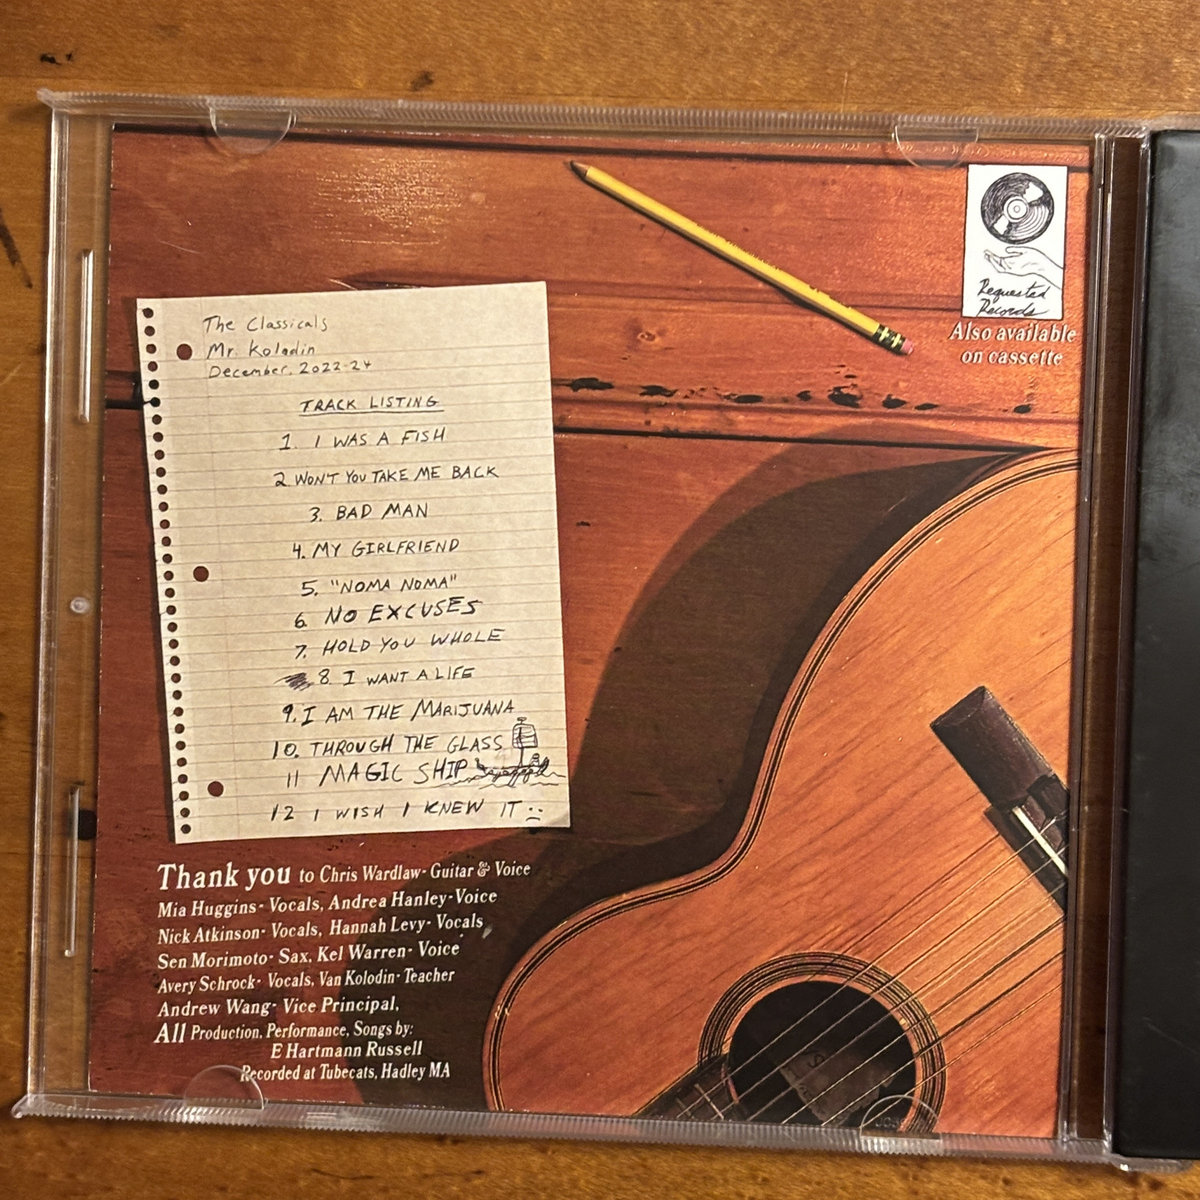 The Classicals
Mr. Koladin
December, 2022-24
TRACK LISTING
1. I WAS A FISH
2 WON'T YOU TAKE ME BACK
3. BAD MAN
4. MY GIRLFRIEND
5. "NOMA NOMA"
6. NO EXCUSES
7. HOLD YOU WHOLE
8. I WANT A LIFE
9. I AM THE MARIJUANA
10. THROUGH THE GLASS
11 MAGIC SHIP
12 I WISH I KNEW IT :(
Requested
Records
Also available
on cassette
Thank you to Chris Wardlaw- Guitar & Voice
Mia Huggins- Vocals, Andrea Hanley-Voice
Nick Atkinson- Vocals, Hannah Levy- Vocals
Sen Morimoto- Sax, Kel Warren- Voice
Avery Schrock- Vocals, Van Kolodin- Teacher
Andrew Wang- Vice Principal,
All Production, Performance, Songs by:
E Hartmann Russell
Recorded at Tubecats, Hadley MA